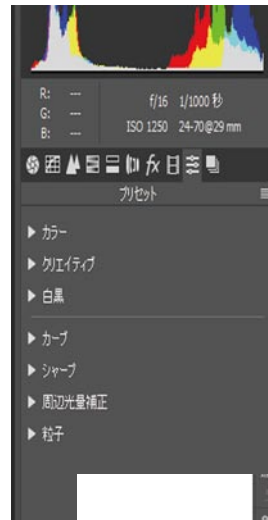 R: ---
G: ---
B: ---
f/16 1/1000 秒
ISO 1250 24-70@29 mm
fx
プリセット
カラー
クリエイティブ
白黒
カーブ
シャープ
周辺光量補正
粒子